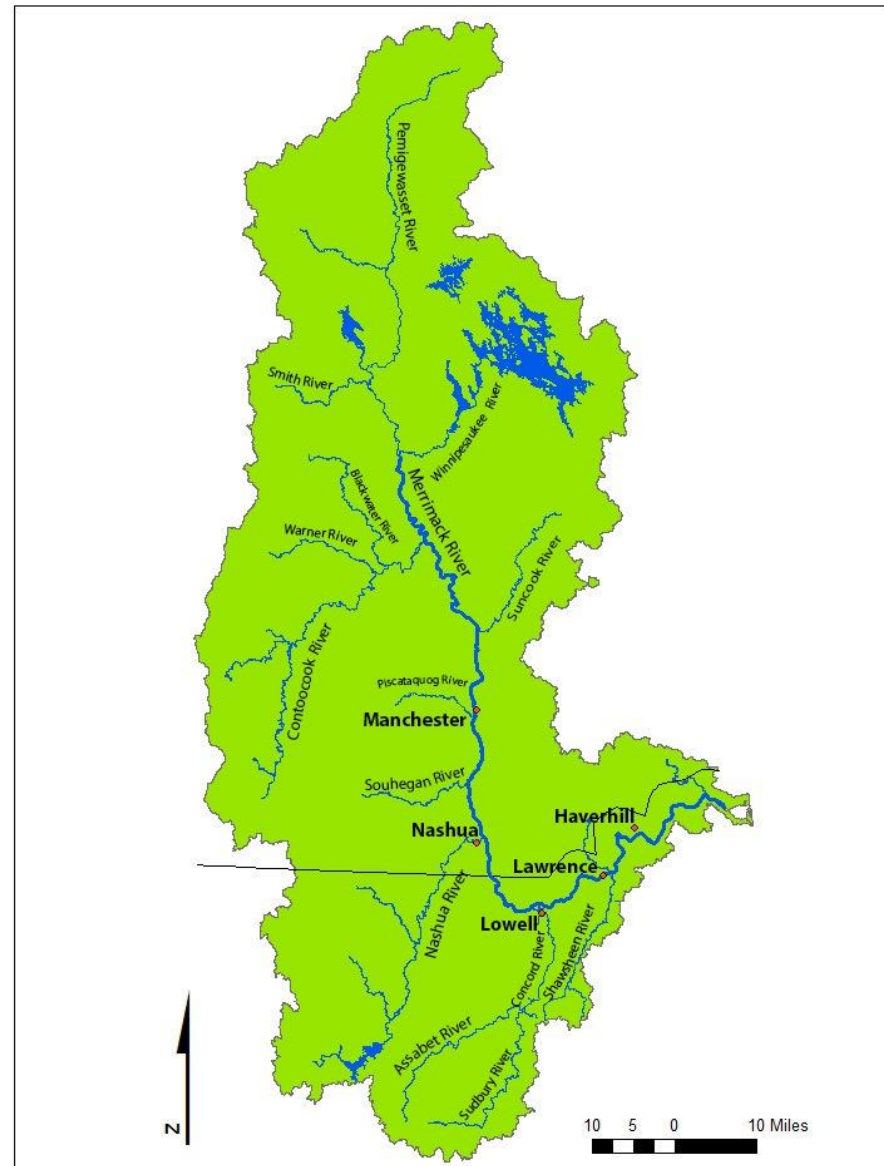 Pemigewasset River
Smith River
Winnipesaukee River
Merrimack River
Blackwater River
Warner River
Suncook River
Contoocook River
Piscataquog River
Manchester
Souhegan River
Haverhill
Nashua
Lawrence
Nashua River
Lowell
Concord River
Shawsheen River
Assabet River
Sudbury River
N
10 5 0 10 Miles